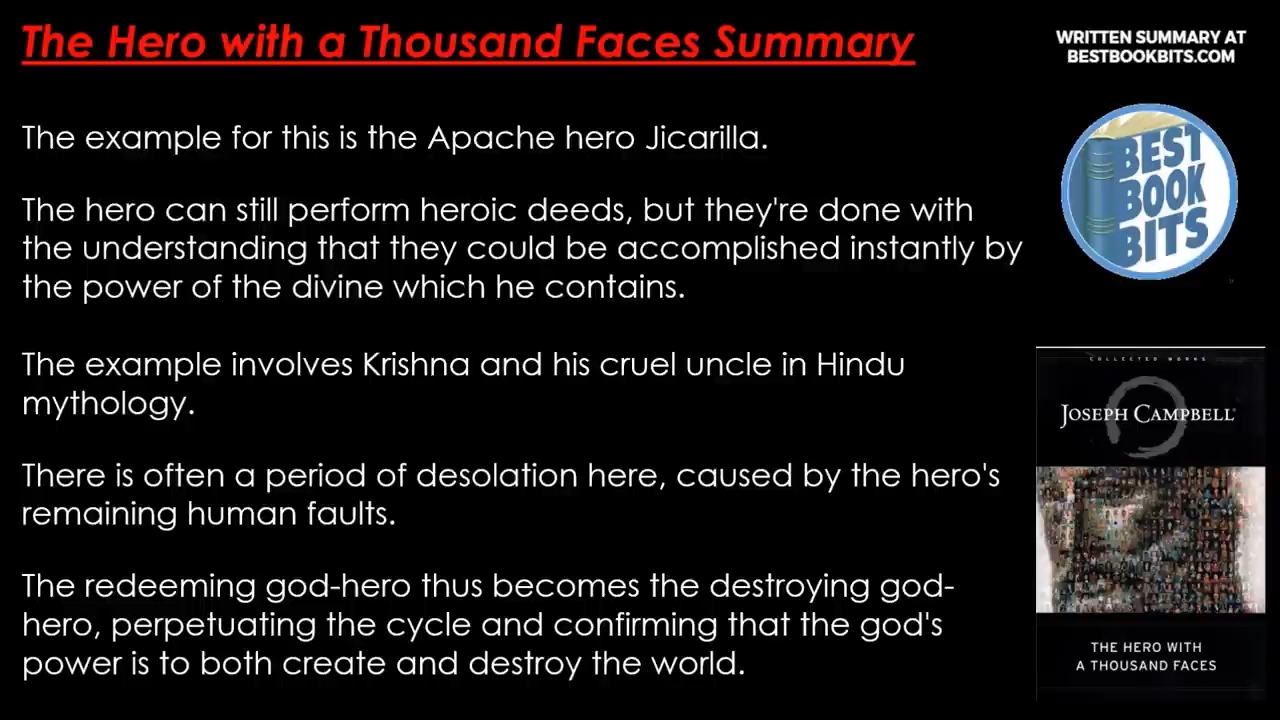 The Hero with a Thousand Faces Summary
WRITTEN SUMMARY AT
BESTBOOKBITS.COM
The example for this is the Apache hero Jicarilla.
The hero can still perform heroic deeds, but they're done with
the understanding that they could be accomplished instantly by
the power of the divine which he contains.
The example involves Krishna and his cruel uncle in Hindu
mythology.
There is often a period of desolation here, caused by the hero's
remaining human faults.
The redeeming god-hero thus becomes the destroying god-
hero, perpetuating the cycle and confirming that the god's
power is to both create and destroy the world.
BEST
BOOK
BITS
COLLECTED WORKS
JOSEPH CAMPBELL
THE HERO WITH
A THOUSAND FACES